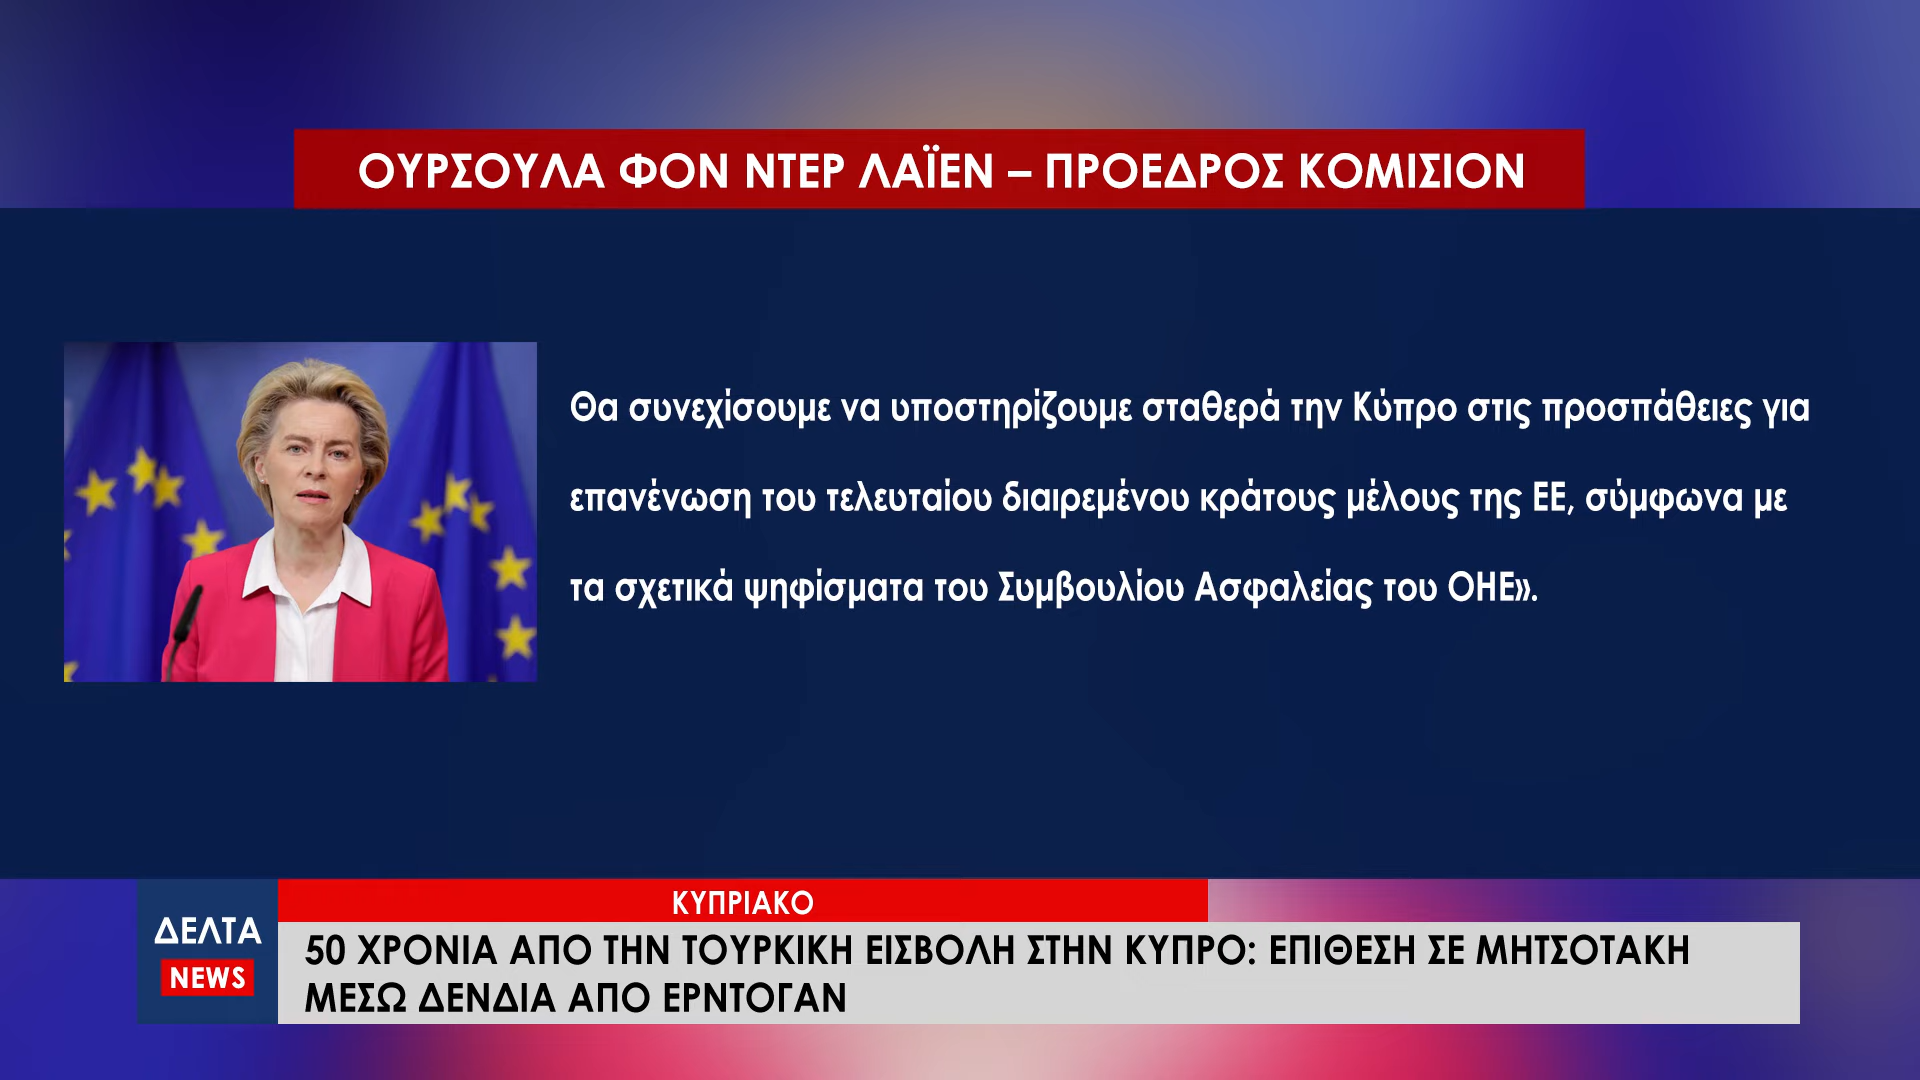 ΟΥΡΣΟΥΛΑ ΦΟΝ ΝΤΕΡ ΛΑΪΕΝ – ΠΡΟΕΔΡΟΣ ΚΟΜΙΣΙΟΝ
Θα συνεχίσουμε να υποστηρίζουμε σταθερά την Κύπρο στις προσπάθειες για
επανένωση του τελευταίου διαιρεμένου κράτους μέλους της ΕΕ, σύμφωνα με
τα σχετικά ψηφίσματα του Συμβουλίου Ασφαλείας του ΟΗΕ».
ΚΥΠΡΙΑΚΟ
ΔΕΛΤΑ
NEWS
50 ΧΡΟΝΙΑ ΑΠΟ ΤΗΝ ΤΟΥΡΚΙΚΗ ΕΙΣΒΟΛΗ ΣΤΗΝ ΚΥΠΡΟ: ΕΠΙΘΕΣΗ ΣΕ ΜΗΤΣΟΤΑΚΗ
ΜΕΣΩ ΔΕΝΔΙΑ ΑΠΟ ΕΡΝΤΟΓΑΝ